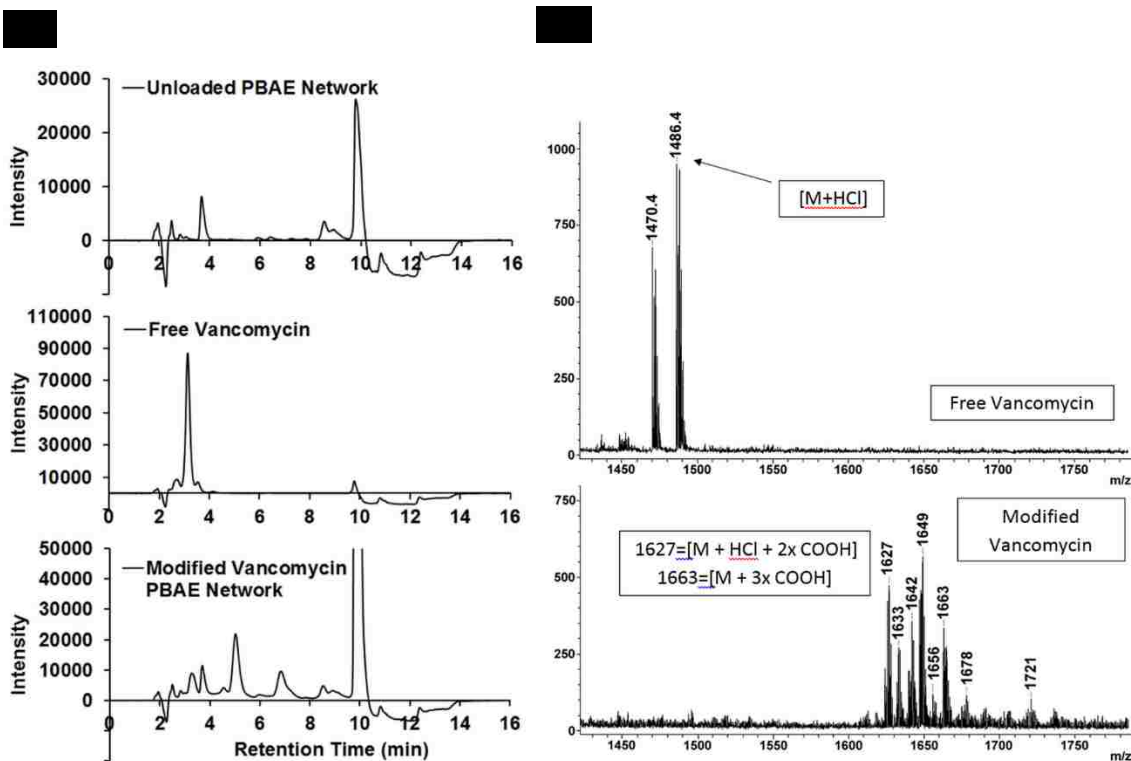 30000
Unloaded PBAE Network
20000
10000
0
Intensity
0 2 4 6 8 10 12 14 16
110000
Free Vancomycin
90000
70000
50000
30000
10000
Intensity
0 2 4 6 8 10 12 14 16
50000
Modified Vancomycin
PBAE Network
40000
30000
20000
10000
0
Intensity
0 2 4 6 8 10 12 14 16
Retention Time (min)
1000
750
500
250
0
1470.4
1486.4
[M+HCl]
Free Vancomycin
1450 1500 1550 1600 1650 1700 1750
m/z
750
500
250
0
1627=[M + HCl + 2x COOH]
1663=[M + 3x COOH]
Modified
Vancomycin
1627
1633
1642
1649
1656
1663
1678
1721
1450 1500 1550 1600 1650 1700 1750
m/z